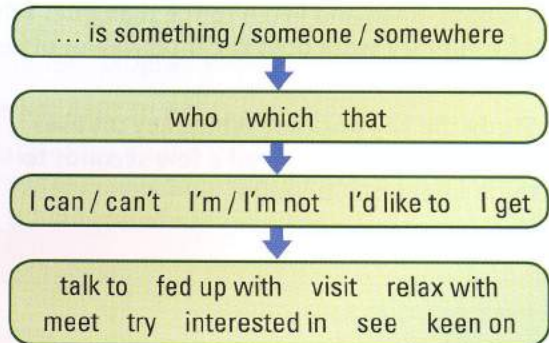 ... is something / someone / somewhere
who which that
I can / can't I'm / I'm not I'd like to I get
talk to fed up with visit relax with
meet try interested in see keen on